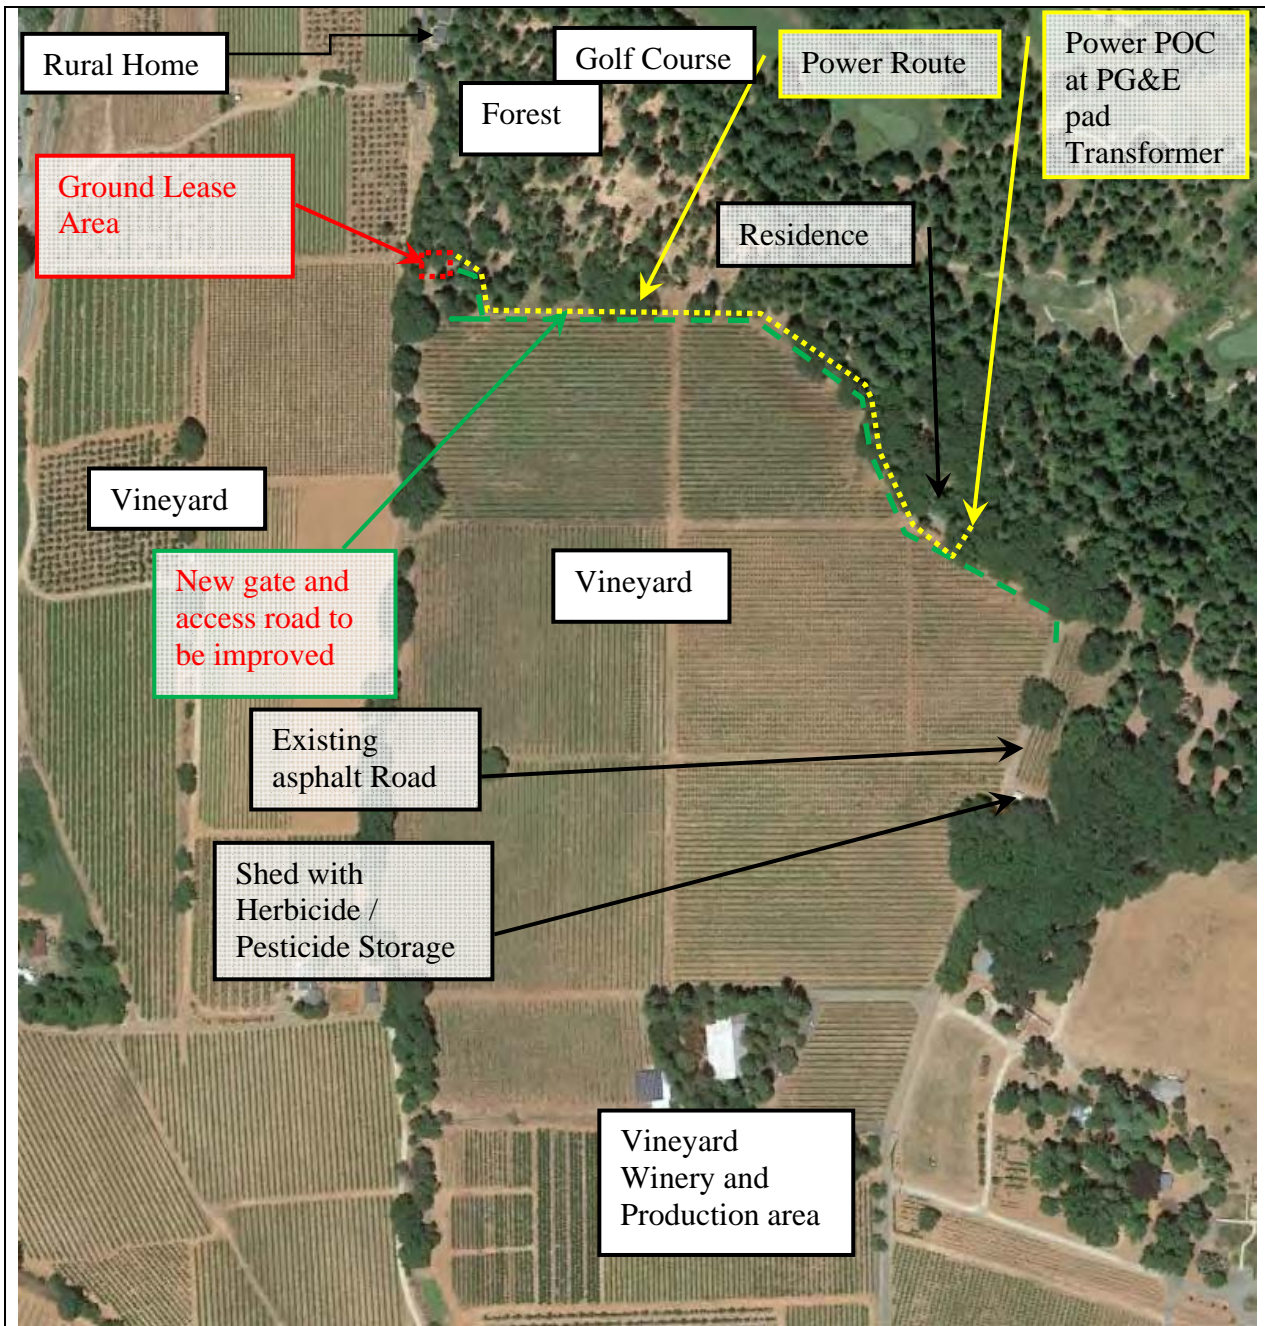 Rural Home
Golf Course
Power Route
Power POC
at PG&E
pad
Transformer
Forest
Ground Lease
Area
Residence
Vineyard
New gate and
access road to
be improved
Vineyard
Existing
asphalt Road
Shed with
Herbicide /
Pesticide Storage
Vineyard
Winery and
Production area